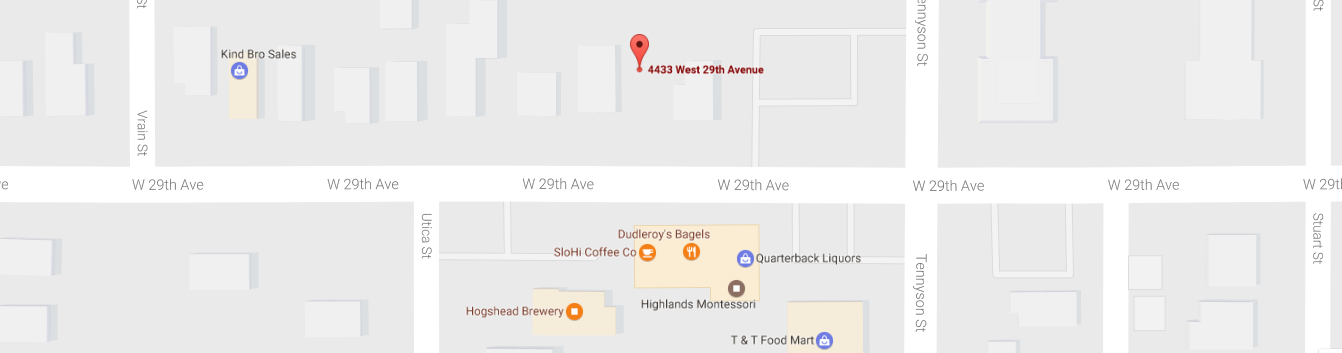 St
St
Tennyson St
Kind Bro Sales
4433 West 29th Avenue
Vrain St
W 29th Ave
W 29th Ave
W 29th Ave
W 29th Ave
W 29th Ave
W 29th Ave
Utica St
Stuart St
Dudleroy's Bagels
SloHi Coffee Co
Quarterback Liquors
Tennyson St
Highlands Montessori
Hogshead Brewery
T & T Food Mart